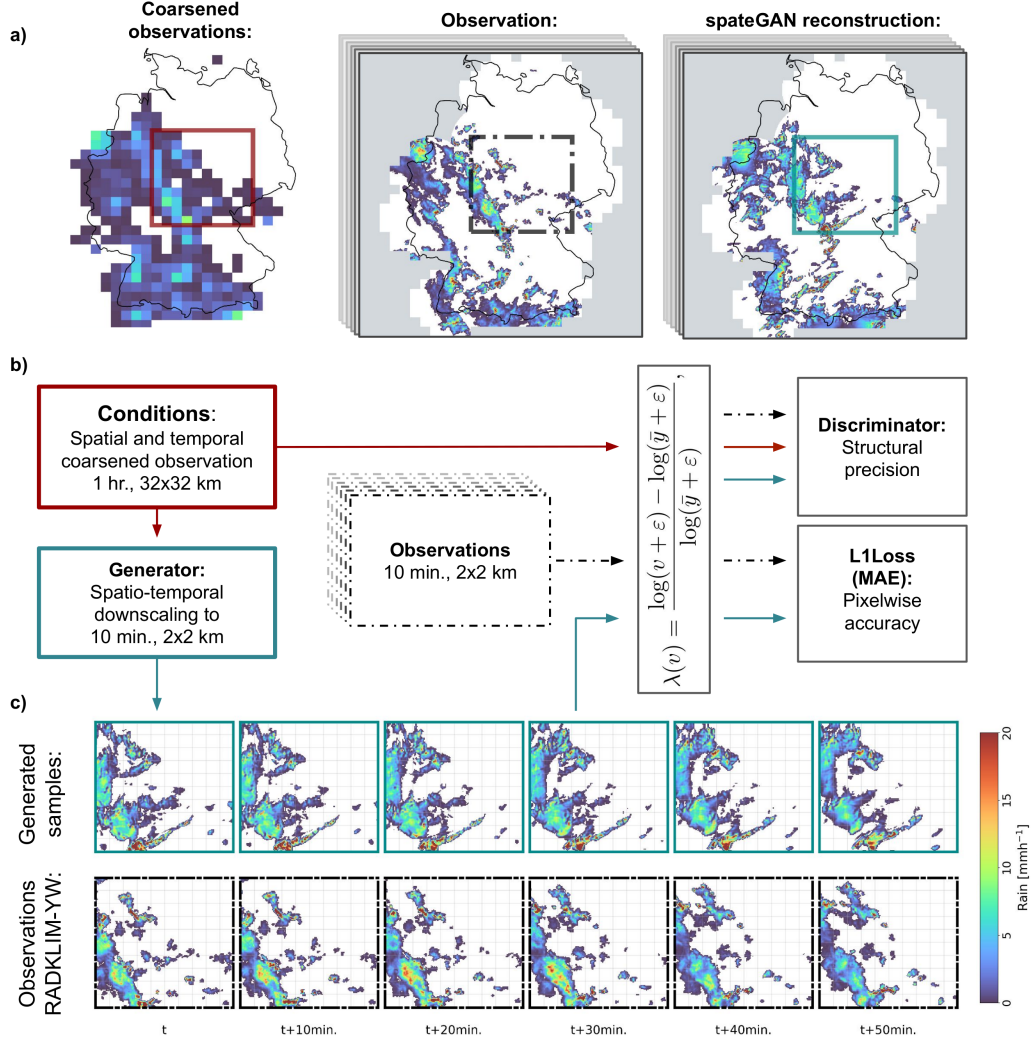 a)
Coarsened
observations:
Observation:
spateGAN reconstruction:
b)
Conditions:
Spatial and temporal
coarsened observation
1 hr., 32x32 km
Generator:
Spatio-temporal
downscaling to
10 min., 2x2 km
Observations
10 min., 2x2 km
λ(v) = log(v + ε) − log(ȳ + ε) / log(ȳ + ε) ,
Discriminator:
Structural
precision
L1Loss
(MAE):
Pixelwise
accuracy
c)
Generated
samples:
Observations
RADKLIM-YW:
t
t+10min.
t+20min.
t+30min.
t+40min.
t+50min.
20
15
10
5
0
Rain [mmh⁻¹]